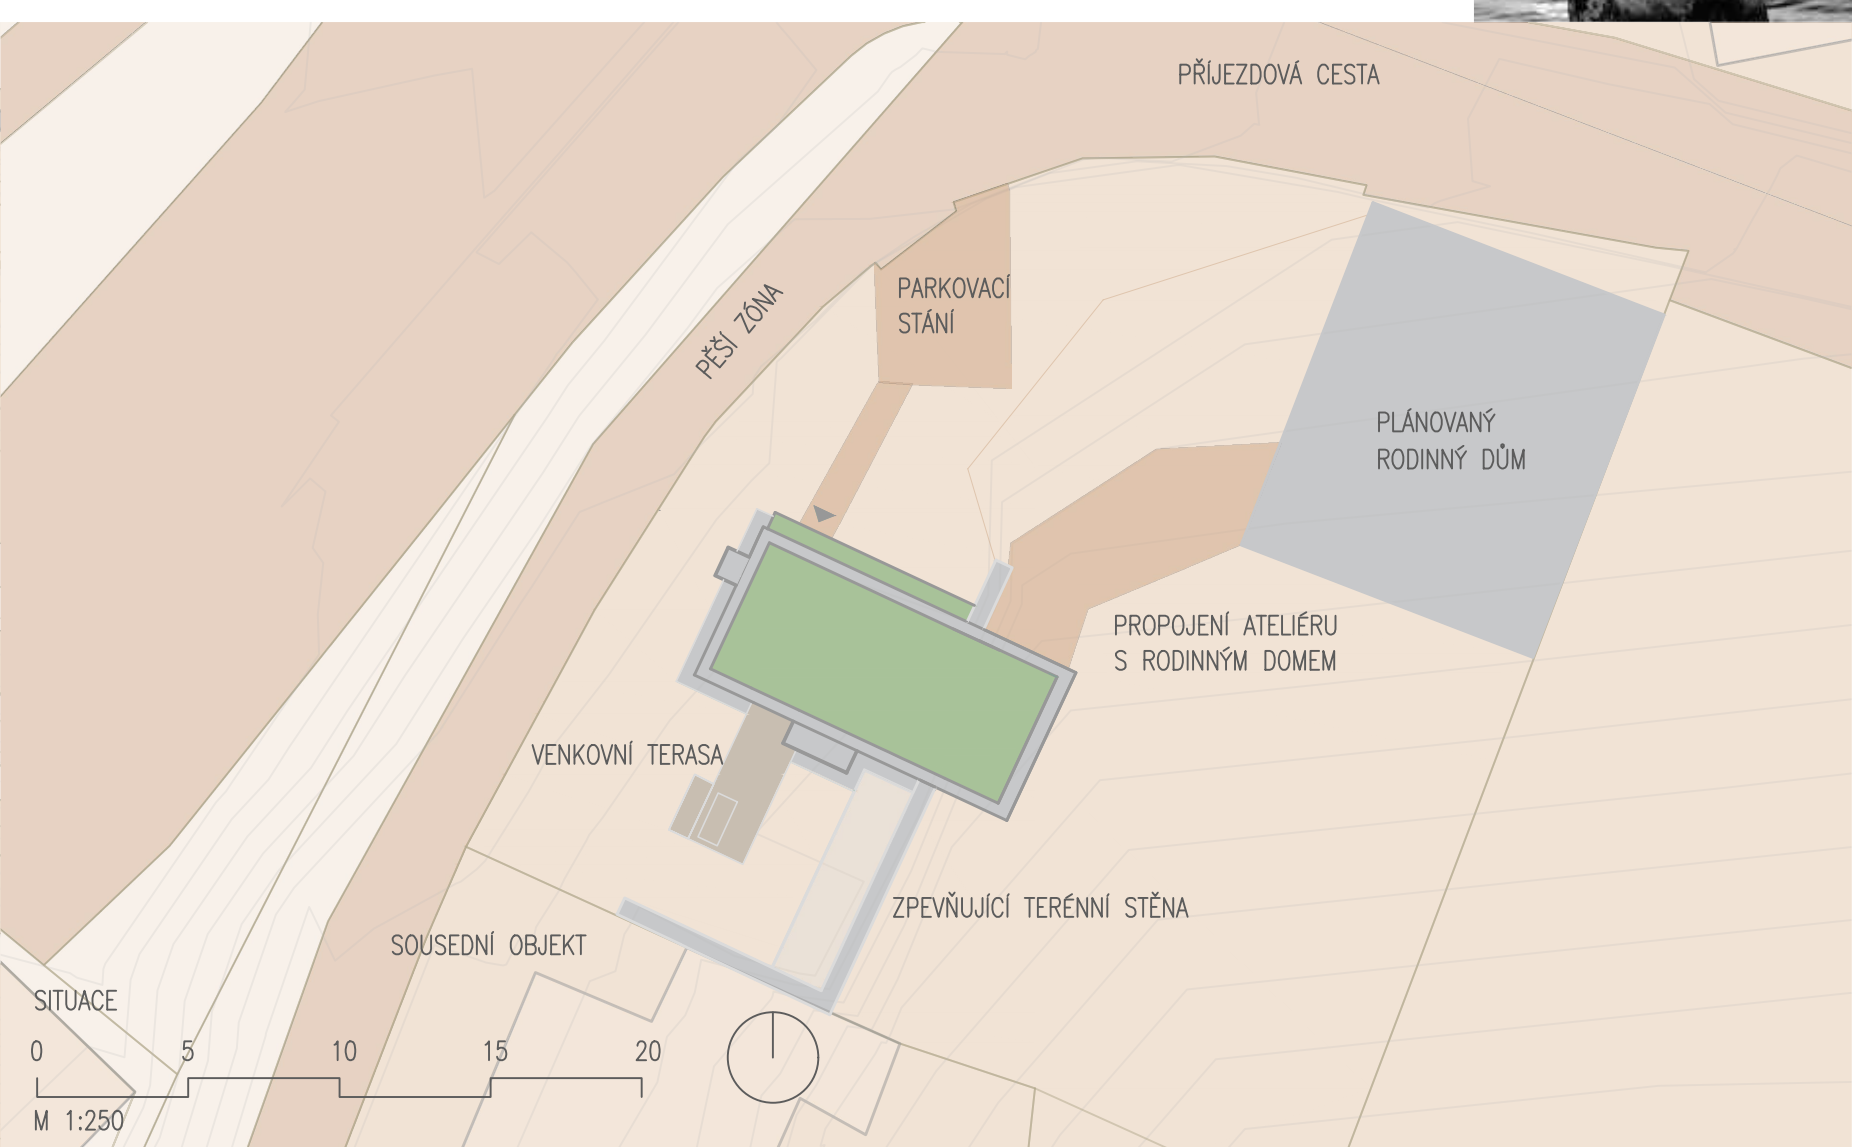 PŘÍJEZDOVÁ CESTA
PĚŠÍ ZÓNA
PARKOVACÍ
STÁNÍ
PLÁNOVANÝ
RODINNÝ DŮM
PROPOJENÍ ATELIÉRU
S RODINNÝM DOMEM
VENKOVNÍ TERASA
ZPEVŇUJÍCÍ TERÉNNÍ STĚNA
SOUSEDNÍ OBJEKT
SITUACE
0 5 10 15 20
M 1:250